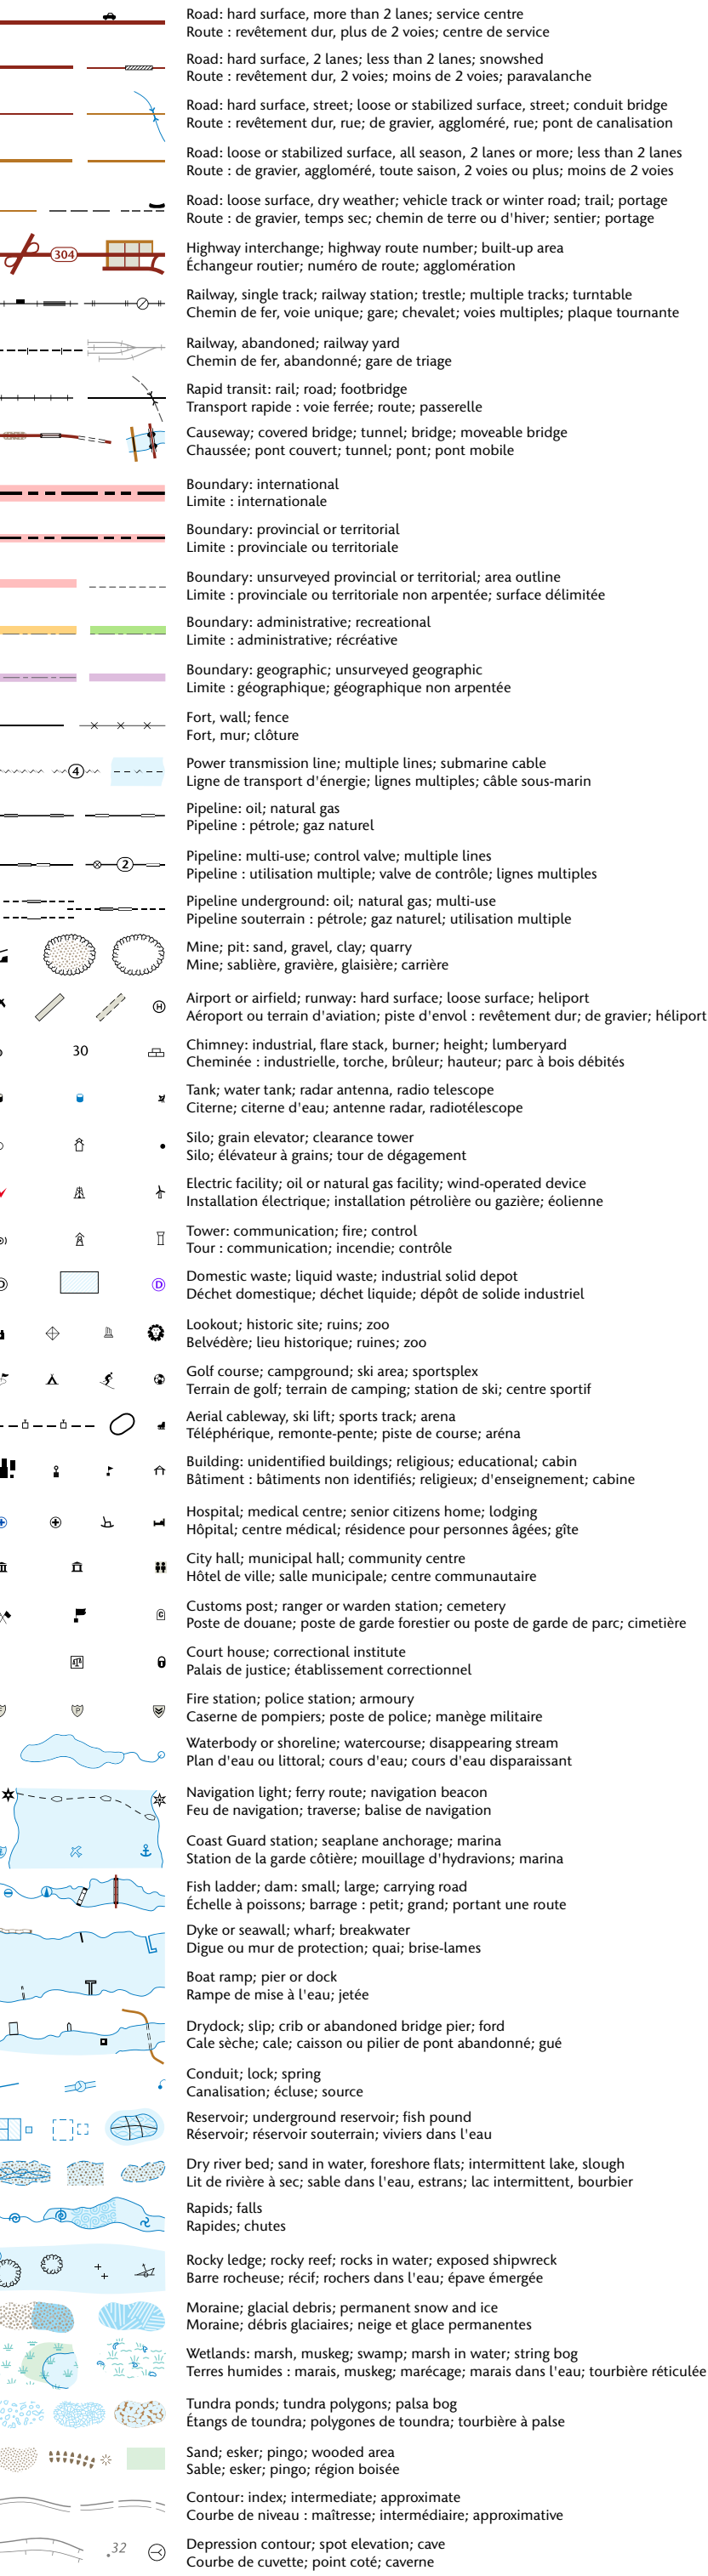 Road: hard surface, more than 2 lanes; service centre
Route : revêtement dur, plus de 2 voies; centre de service
Road: hard surface, 2 lanes; less than 2 lanes; snowshed
Route : revêtement dur, 2 voies; moins de 2 voies; paravalanche
Road: hard surface, street; loose or stabilized surface, street; conduit bridge
Route : revêtement dur, rue; de gravier, aggloméré, rue; pont de canalisation
Road: loose or stabilized surface, all season, 2 lanes or more; less than 2 lanes
Route : de gravier, aggloméré, toute saison, 2 voies ou plus; moins de 2 voies
Road: loose surface, dry weather; vehicle track or winter road; trail; portage
Route : de gravier, temps sec; chemin de terre ou d'hiver; sentier; portage
304
Highway interchange; highway route number; built-up area
Échangeur routier; numéro de route; agglomération
Railway, single track; railway station; trestle; multiple tracks; turntable
Chemin de fer, voie unique; gare; chevalet; voies multiples; plaque tournante
Railway, abandoned; railway yard
Chemin de fer, abandonné; gare de triage
Rapid transit: rail; road; footbridge
Transport rapide : voie ferrée; route; passerelle
Causeway; covered bridge; tunnel; bridge; moveable bridge
Chaussée; pont couvert; tunnel; pont; pont mobile
Boundary: international
Limite : internationale
Boundary: provincial or territorial
Limite : provinciale ou territoriale
Boundary: unsurveyed provincial or territorial; area outline
Limite : provinciale ou territoriale non arpentée; surface délimitée
Boundary: administrative; recreational
Limite : administrative; récréative
Boundary: geographic; unsurveyed geographic
Limite : géographique; géographique non arpentée
Fort, wall; fence
Fort, mur; clôture
4
Power transmission line; multiple lines; submarine cable
Ligne de transport d'énergie; lignes multiples; câble sous-marin
Pipeline: oil; natural gas
Pipeline : pétrole; gaz naturel
2
Pipeline: multi-use; control valve; multiple lines
Pipeline : utilisation multiple; valve de contrôle; lignes multiples
Pipeline underground: oil; natural gas; multi-use
Pipeline souterrain : pétrole; gaz naturel; utilisation multiple
Mine; pit: sand, gravel, clay; quarry
Mine; sablière, gravière, glaisière; carrière
H
Airport or airfield; runway: hard surface; loose surface; heliport
Aéroport ou terrain d'aviation; piste d'envol : revêtement dur; de gravier; héliport
30
Chimney: industrial, flare stack, burner; height; lumberyard
Cheminée : industrielle, torche, brûleur; hauteur; parc à bois débités
Tank; water tank; radar antenna, radio telescope
Citerne; citerne d'eau; antenne radar, radiotélescope
Silo; grain elevator; clearance tower
Silo; élévateur à grains; tour de dégagement
Electric facility; oil or natural gas facility; wind-operated device
Installation électrique; installation pétrolière ou gazière; éolienne
Tower: communication; fire; control
Tour : communication; incendie; contrôle
D
D
Domestic waste; liquid waste; industrial solid depot
Déchet domestique; déchet liquide; dépôt de solide industriel
Lookout; historic site; ruins; zoo
Belvédère; lieu historique; ruines; zoo
Golf course; campground; ski area; sportsplex
Terrain de golf; terrain de camping; station de ski; centre sportif
Aerial cableway, ski lift; sports track; arena
Téléphérique, remonte-pente; piste de course; aréna
Building: unidentified buildings; religious; educational; cabin
Bâtiment : bâtiments non identifiés; religieux; d'enseignement; cabine
Hospital; medical centre; senior citizens home; lodging
Hôpital; centre médical; résidence pour personnes âgées; gîte
City hall; municipal hall; community centre
Hôtel de ville; salle municipale; centre communautaire
C
Customs post; ranger or warden station; cemetery
Poste de douane; poste de garde forestier ou poste de garde de parc; cimetière
Court house; correctional institute
Palais de justice; établissement correctionnel
P
Fire station; police station; armoury
Caserne de pompiers; poste de police; manège militaire
Waterbody or shoreline; watercourse; disappearing stream
Plan d'eau ou littoral; cours d'eau; cours d'eau disparaissant
Navigation light; ferry route; navigation beacon
Feu de navigation; traverse; balise de navigation
Coast Guard station; seaplane anchorage; marina
Station de la garde côtière; mouillage d'hydravions; marina
Fish ladder; dam: small; large; carrying road
Échelle à poissons; barrage : petit; grand; portant une route
Dyke or seawall; wharf; breakwater
Digue ou mur de protection; quai; brise-lames
Boat ramp; pier or dock
Rampe de mise à l'eau; jetée
Drydock; slip; crib or abandoned bridge pier; ford
Cale sèche; cale; caisson ou pilier de pont abandonné; gué
Conduit; lock; spring
Canalisation; écluse; source
Reservoir; underground reservoir; fish pound
Réservoir; réservoir souterrain; viviers dans l'eau
Dry river bed; sand in water, foreshore flats; intermittent lake, slough
Lit de rivière à sec; sable dans l'eau, estrans; lac intermittent, bourbier
Rapids; falls
Rapides; chutes
Rocky ledge; rocky reef; rocks in water; exposed shipwreck
Barre rocheuse; récif; rochers dans l'eau; épave émergée
Moraine; glacial debris; permanent snow and ice
Moraine; débris glaciaires; neige et glace permanentes
Wetlands: marsh, muskeg; swamp; marsh in water; string bog
Terres humides : marais, muskeg; marécage; marais dans l'eau; tourbière réticulée
Tundra ponds; tundra polygons; palsa bog
Étangs de toundra; polygones de toundra; tourbière à palse
Sand; esker; pingo; wooded area
Sable; esker; pingo; région boisée
Contour: index; intermediate; approximate
Courbe de niveau : maîtresse; intermédiaire; approximative
.32
Depression contour; spot elevation; cave
Courbe de cuvette; point coté; caverne